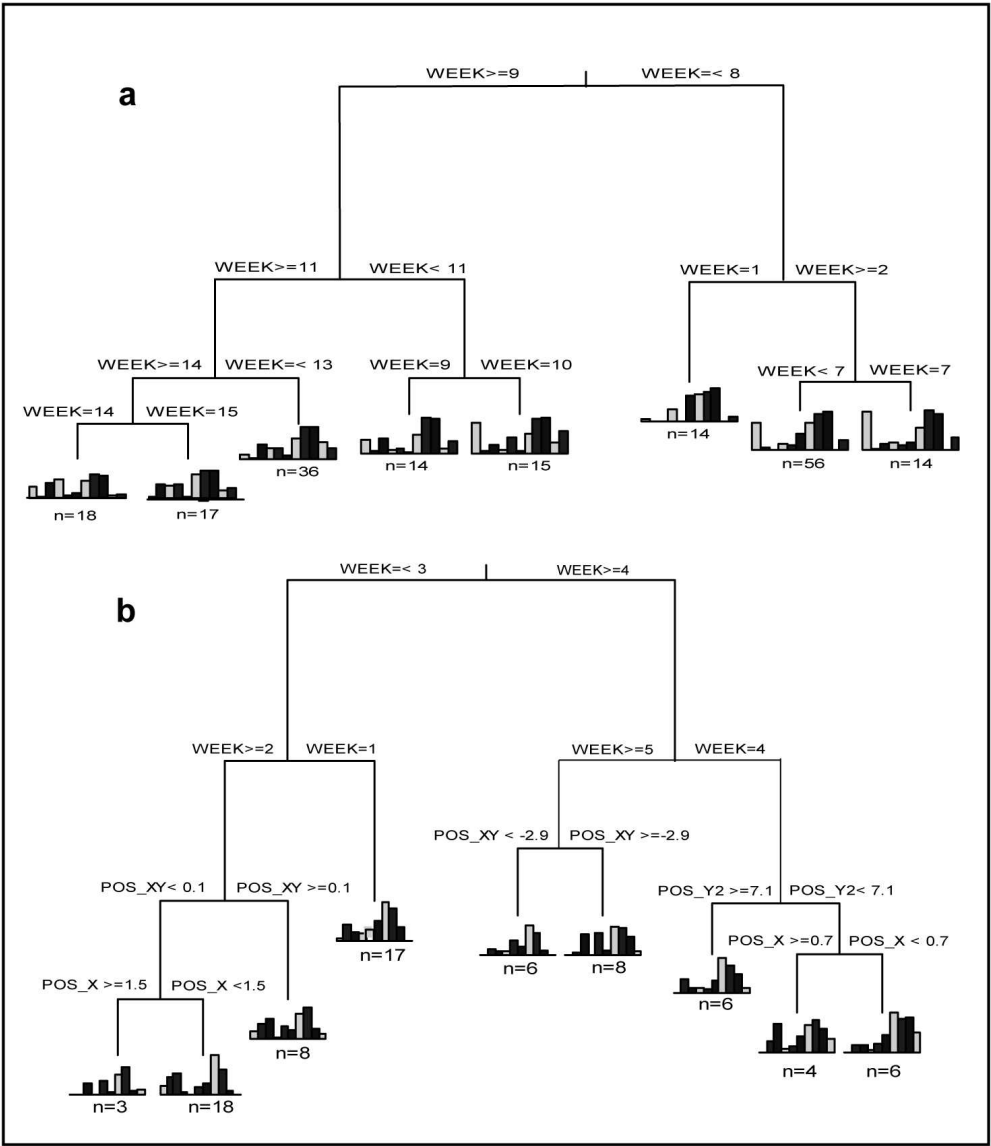 WEEK>=9 WEEK=< 8
a
WEEK>=11 WEEK< 11 WEEK=1 WEEK>=2
WEEK>=14 WEEK=< 13 WEEK=9 WEEK=10 WEEK< 7 WEEK=7
WEEK=14 WEEK=15
n=36 n=14 n=15 n=14 n=56 n=14
n=18 n=17
WEEK=< 3 WEEK>=4
b
WEEK>=2 WEEK=1 WEEK>=5 WEEK=4
POS_XY < -2.9 POS_XY >=-2.9
POS_XY< 0.1 POS_XY >=0.1 POS_Y2 >=7.1 POS_Y2< 7.1
n=17 n=6 n=8 POS_X >=0.7 POS_X < 0.7
POS_X >=1.5 POS_X <1.5 n=6
n=8 n=4 n=6
n=3 n=18